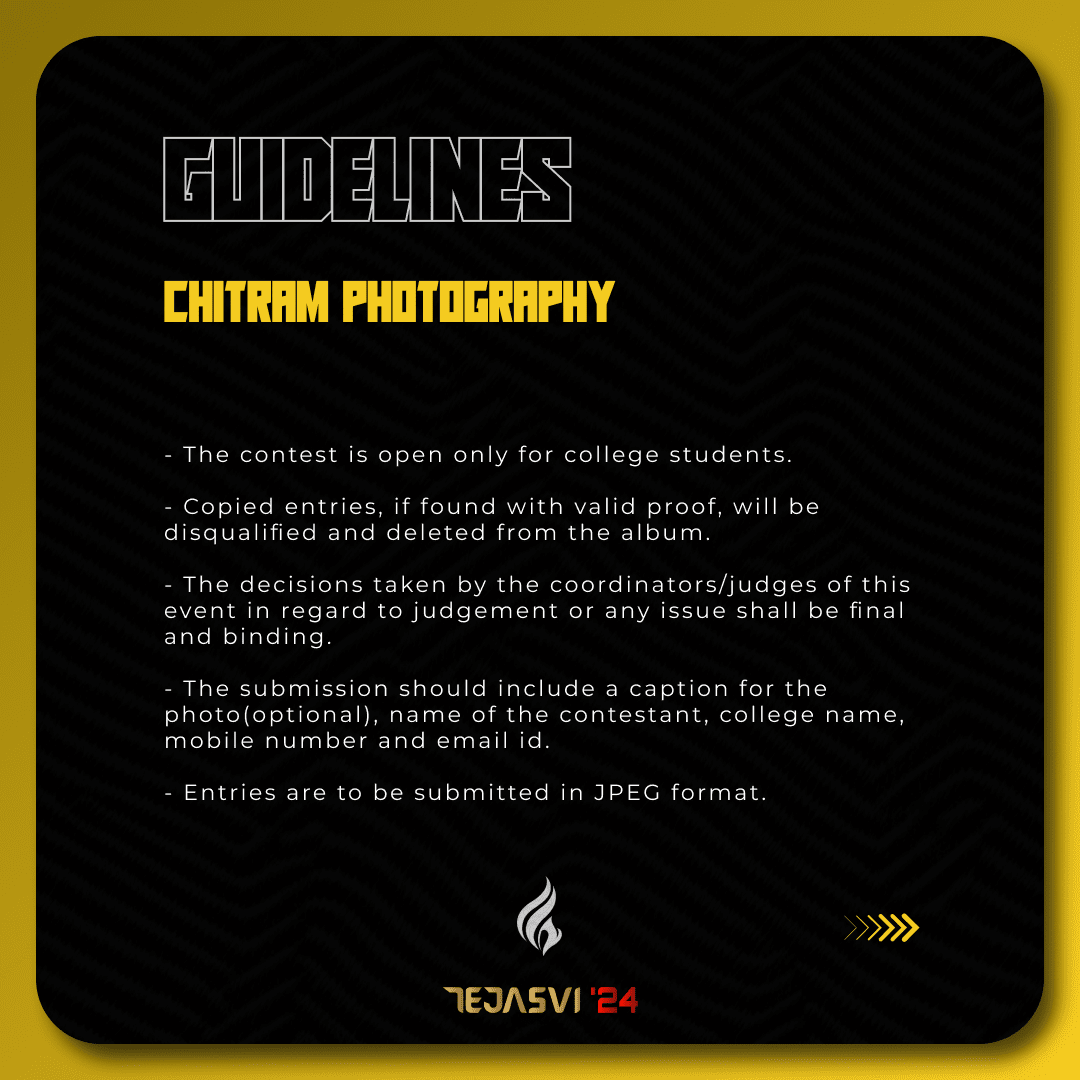 GUIDELINES
CHITRAM PHOTOGRAPHY
- The contest is open only for college students.
- Copied entries, if found with valid proof, will be
disqualified and deleted from the album.
- The decisions taken by the coordinators/judges of this
event in regard to judgement or any issue shall be final
and binding.
- The submission should include a caption for the
photo(optional), name of the contestant, college name,
mobile number and email id.
- Entries are to be submitted in JPEG format.
TEJASVI '24